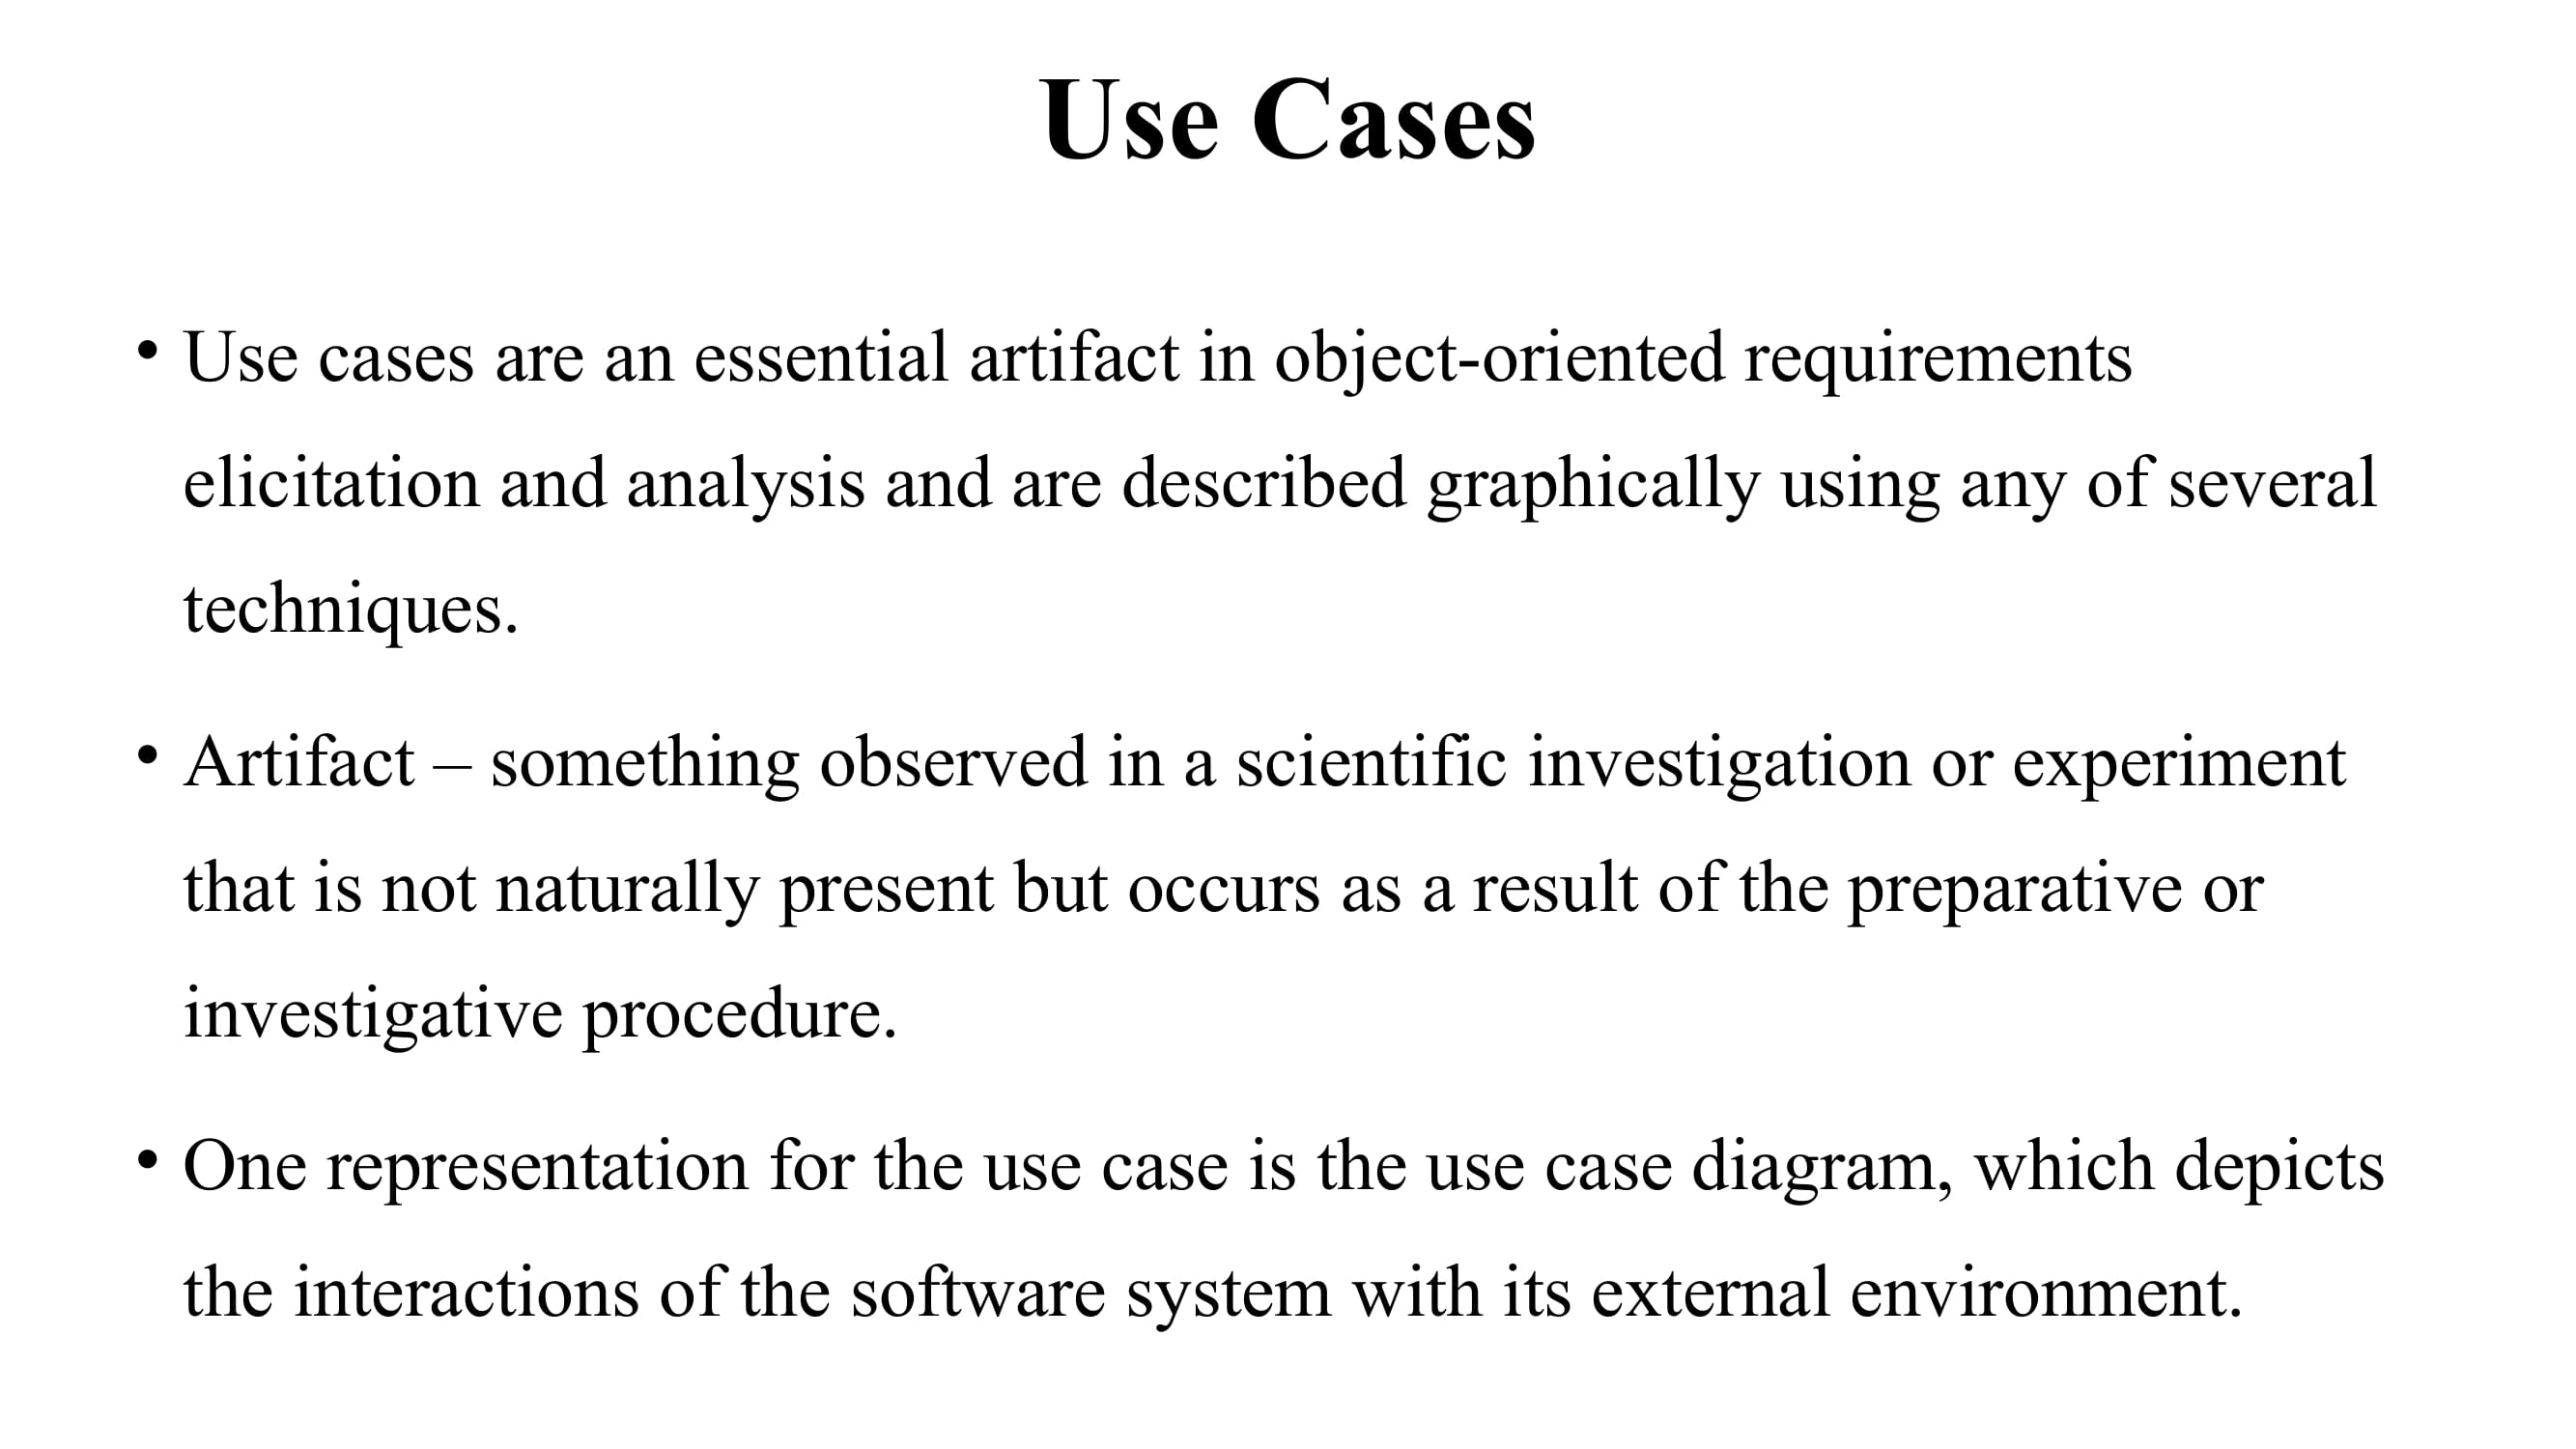 Use Cases
• Use cases are an essential artifact in object-oriented requirements
elicitation and analysis and are described graphically using any of several
techniques.
• Artifact – something observed in a scientific investigation or experiment
that is not naturally present but occurs as a result of the preparative or
investigative procedure.
• One representation for the use case is the use case diagram, which depicts
the interactions of the software system with its external environment.